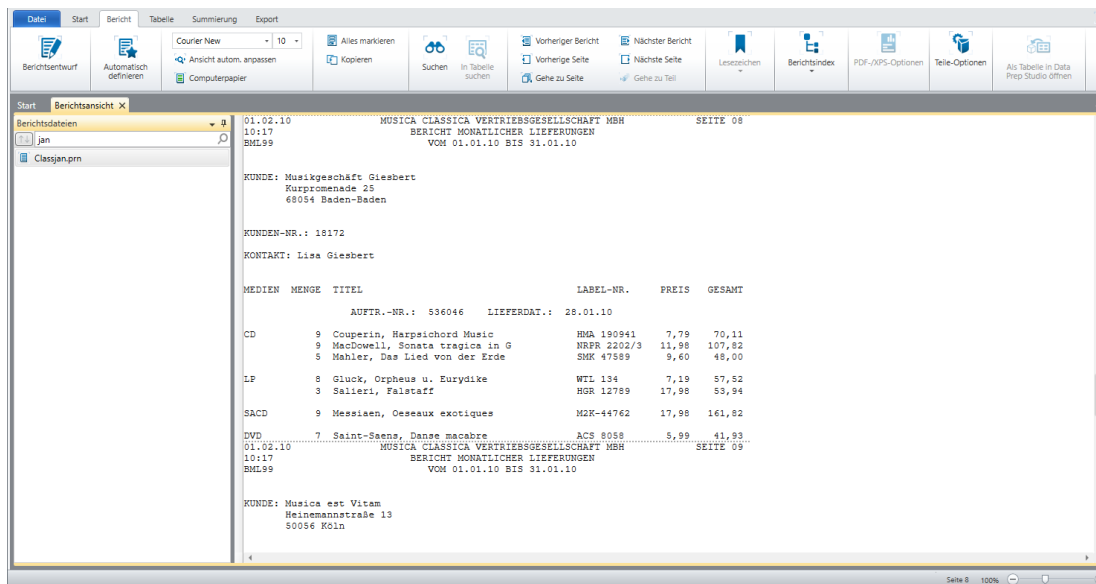 Datei Start Bericht Tabelle Summierung Export
Berichtsentwurf
Automatisch definieren
Courier New 10
Ansicht autom. anpassen
Computerpapier
Alles markieren
Kopieren
Suchen
In Tabelle suchen
Vorheriger Bericht
Vorherige Seite
Gehe zu Seite
Nächster Bericht
Nächste Seite
Gehe zu Teil
Lesezeichen
Berichtsindex
PDF-/XPS-Optionen
Teile-Optionen
Als Tabelle in Data Prep Studio öffnen
Start Berichtsansicht
Berichtsdateien
jan
Classjan.prn
01.02.10 MUSICA CLASSICA VERTRIEBSGESELLSCHAFT MBH SEITE 08
10:17 BERICHT MONATLICHER LIEFERUNGEN
BML99 VOM 01.01.10 BIS 31.01.10
KUNDE: Musikgeschäft Giesbert
Kurpromenade 25
68054 Baden-Baden
KUNDEN-NR.: 18172
KONTAKT: Lisa Giesbert
MEDIEN MENGE TITEL LABEL-NR. PREIS GESAMT
AUFTR.-NR.: 536046 LIEFERDAT.: 28.01.10
CD 9 Couperin, Harpsichord Music HMA 190941 7,79 70,11
9 MacDowell, Sonata tragica in G NRPR 2202/3 11,98 107,82
5 Mahler, Das Lied von der Erde SMK 47589 9,60 48,00
LP 8 Gluck, Orpheus u. Eurydike WTL 134 7,19 57,52
3 Salieri, Falstaff HGR 12789 17,98 53,94
SACD 9 Messiaen, Oeseaux exotiques M2K-44762 17,98 161,82
DVD 7 Saint-Saens, Danse macabre ACS 8058 5,99 41,93
01.02.10 MUSICA CLASSICA VERTRIEBSGESELLSCHAFT MBH SEITE 09
10:17 BERICHT MONATLICHER LIEFERUNGEN
BML99 VOM 01.01.10 BIS 31.01.10
KUNDE: Musica est Vitam
Heinemannstraße 13
50056 Köln
Seite 8 100%